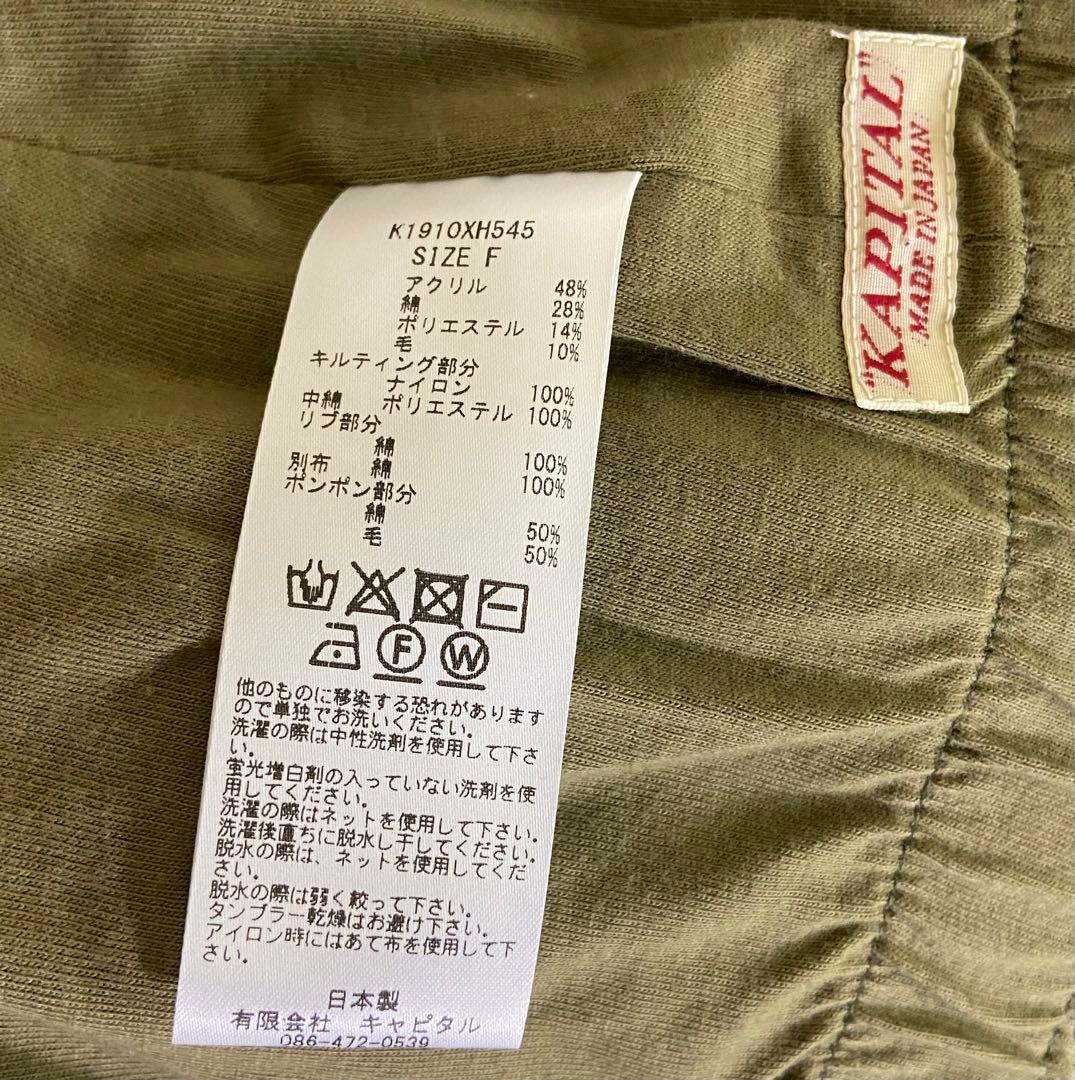 K1910XH545
SIZE F
アクリル 48%
綿 28%
ポリエステル 14%
毛 10%
キルティング部分
ナイロン 100%
中綿 ポリエステル 100%
リブ部分
綿 100%
別布 綿 100%
ポンポン部分
綿 50%
毛 50%
F W
他のものに移染する恐れがあります
ので単独でお洗いください.
洗濯の際は中性洗剤を使用して下さ
い.
蛍光増白剤の入っていない洗剤を使
用してください.
洗濯の際はネットを使用して下さい.
洗濯後直ちに脱水し干してください.
脱水の際は、ネットを使用してくだ
さい.
脱水の際は弱く絞って下さい.
タンブラー乾燥はお避け下さい.
アイロン時にはあて布を使用して下
さい.
日本製
有限会社 キャピタル
086-472-0539
"KAPITAL"
MADE IN JAPAN